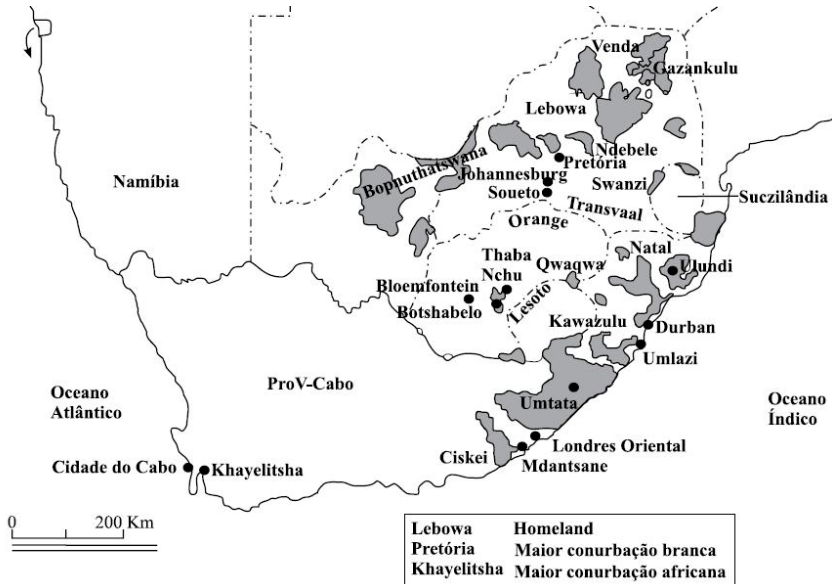 Venda
Gazankulu
Lebowa
Ndebele
Pretória
Bopnuthatswana
Johannesburg
Soueto
Swanzi
Namíbia
Suczilândia
Transvaal
Orange
Natal
Thaba
Nchu
Qwaqwa
Ulundi
Bloemfontein
Botshabelo
Lesoto
Kawazulu
Durban
Umlazi
ProV-Cabo
Oceano
Atlântico
Umtata
Oceano
Índico
Ciskei
Londres Oriental
Mdantsane
Cidade do Cabo
Khayelitsha
0 200 Km
Lebowa Homeland
Pretória Maior conurbação branca
Khayelitsha Maior conurbação africana